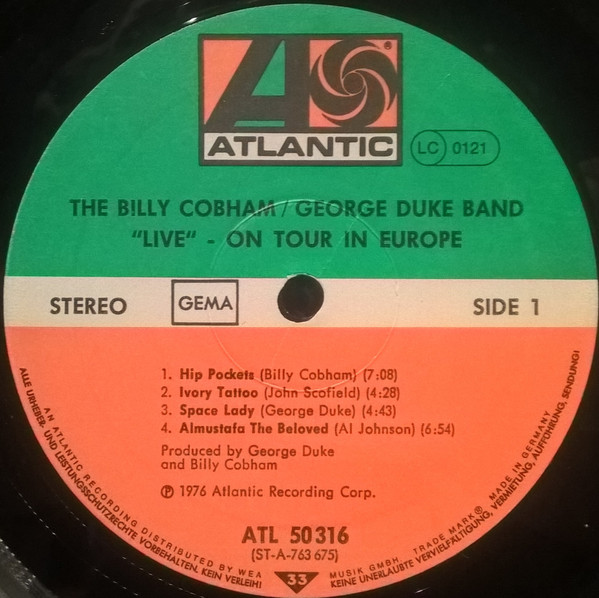 ATLANTIC
®
LC 0121
THE BILLY COBHAM / GEORGE DUKE BAND
"LIVE" - ON TOUR IN EUROPE
STEREO
GEMA
SIDE 1
1. Hip Pockets (Billy Cobham) (7:08)
2. Ivory Tattoo (John Scofield) (4:28)
3. Space Lady (George Duke) (4:43)
4. Almustafa The Beloved (Al Johnson) (6:54)
Produced by George Duke
and Billy Cobham
℗ 1976 Atlantic Recording Corp.
ATL 50 316
(ST-A-763 675)
33
AN ATLANTIC RECORDING DISTRIBUTED BY WEA MUSIK GMBH. TRADE MARK® MADE IN GERMANY
ALLE URHEBER- UND LEISTUNGSSCHUTZRECHTE VORBEHALTEN. KEIN VERLEIH! KEINE UNERLAUBTE VERVIELFÄLTIGUNG, VERMIETUNG, AUFFÜHRUNG, SENDUNG!